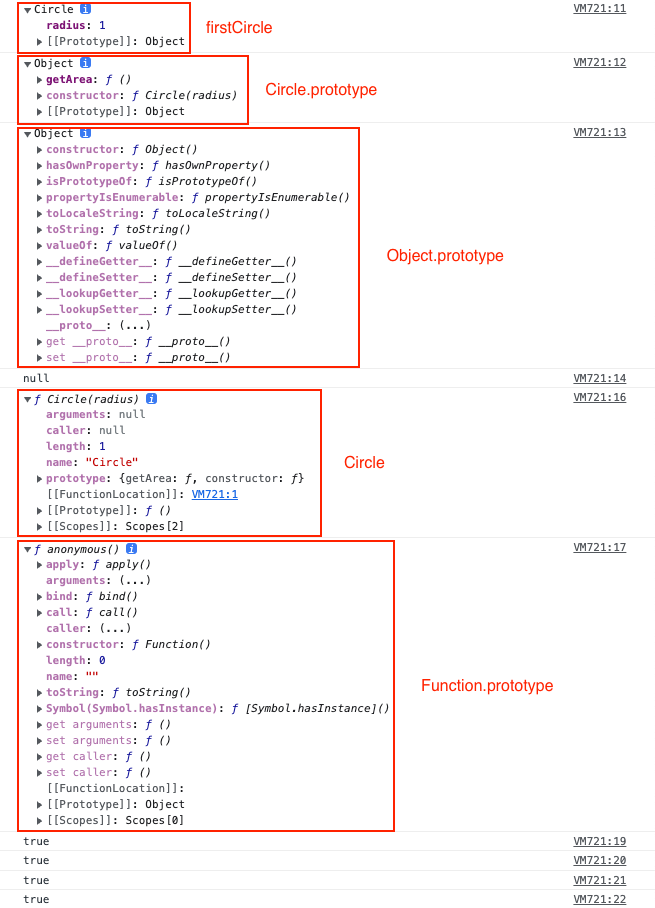 Circle i VM721:11
radius: 1
[[Prototype]]: Object
firstCircle
Object i VM721:12
getArea: ƒ ()
constructor: ƒ Circle(radius)
[[Prototype]]: Object
Circle.prototype
Object i VM721:13
constructor: ƒ Object()
hasOwnProperty: ƒ hasOwnProperty()
isPrototypeOf: ƒ isPrototypeOf()
propertyIsEnumerable: ƒ propertyIsEnumerable()
toLocaleString: ƒ toLocaleString()
toString: ƒ toString()
valueOf: ƒ valueOf()
__defineGetter__: ƒ __defineGetter__()
__defineSetter__: ƒ __defineSetter__()
__lookupGetter__: ƒ __lookupGetter__()
__lookupSetter__: ƒ __lookupSetter__()
__proto__: (...)
get __proto__: ƒ __proto__()
set __proto__: ƒ __proto__()
Object.prototype
null VM721:14
ƒ Circle(radius) i VM721:16
arguments: null
caller: null
length: 1
name: "Circle"
prototype: {getArea: ƒ, constructor: ƒ}
[[FunctionLocation]]: VM721:1
[[Prototype]]: ƒ ()
[[Scopes]]: Scopes[2]
Circle
ƒ anonymous() i VM721:17
apply: ƒ apply()
arguments: (...)
bind: ƒ bind()
call: ƒ call()
caller: (...)
constructor: ƒ Function()
length: 0
name: ""
toString: ƒ toString()
Symbol(Symbol.hasInstance): ƒ [Symbol.hasInstance]()
get arguments: ƒ ()
set arguments: ƒ ()
get caller: ƒ ()
set caller: ƒ ()
[[FunctionLocation]]:
[[Prototype]]: Object
[[Scopes]]: Scopes[0]
Function.prototype
true VM721:19
true VM721:20
true VM721:21
true VM721:22